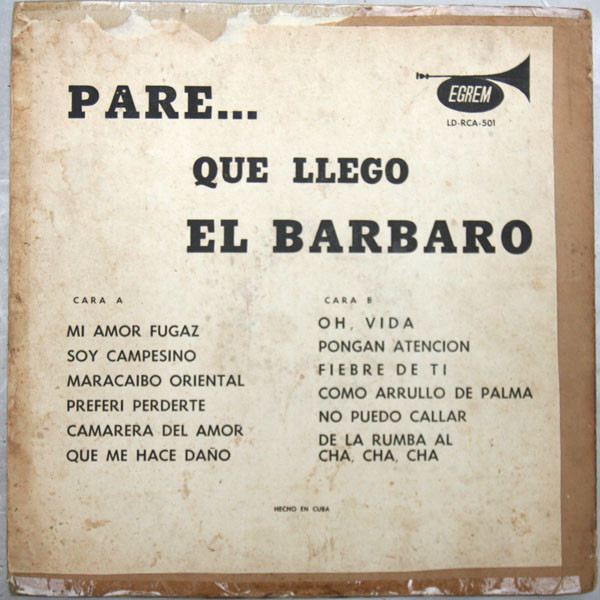 PARE...
EGREM
LD-RCA-501
QUE LLEGO
EL BARBARO
CARA A
MI AMOR FUGAZ
SOY CAMPESINO
MARACAIBO ORIENTAL
PREFERI PERDERTE
CAMARERA DEL AMOR
QUE ME HACE DAÑO
CARA B
OH, VIDA
PONGAN ATENCION
FIEBRE DE TI
COMO ARRULLO DE PALMA
NO PUEDO CALLAR
DE LA RUMBA AL
CHA, CHA, CHA
HECHO EN CUBA